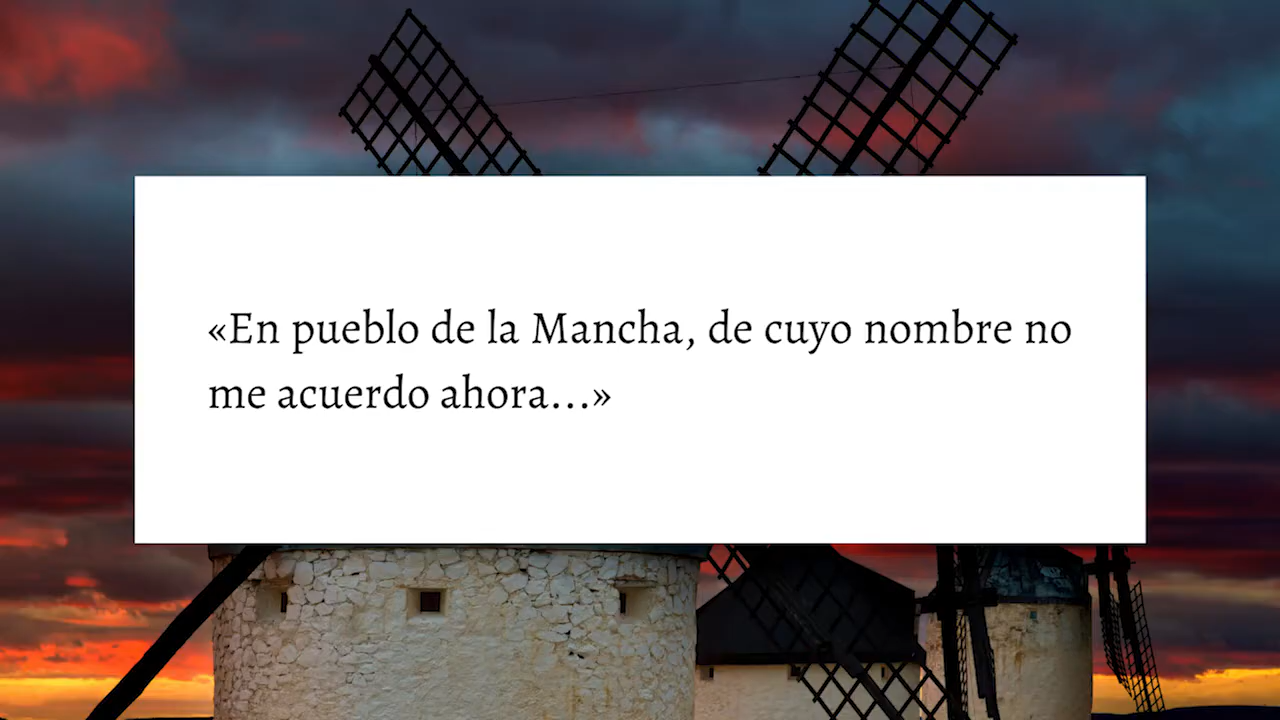 «En pueblo de la Mancha, de cuyo nombre no
me acuerdo ahora...»